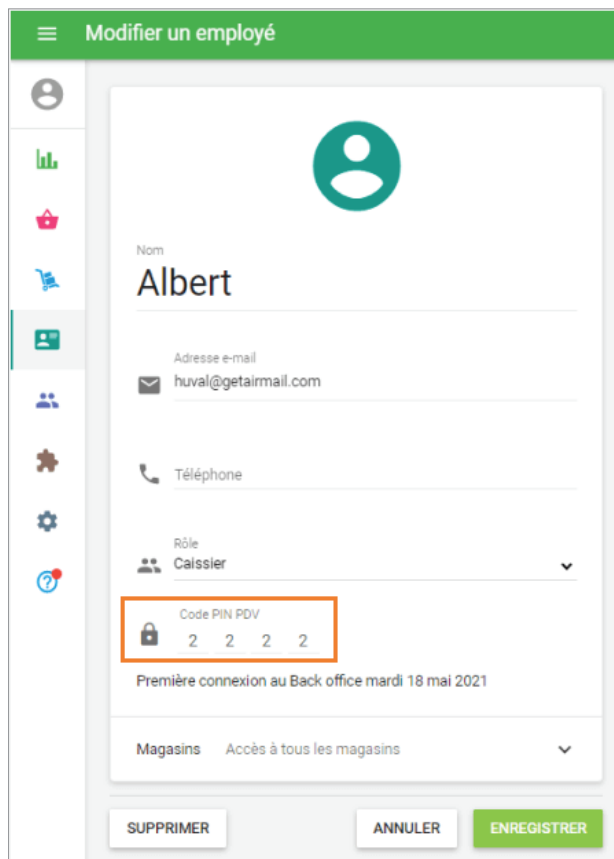 Modifier un employé
Nom
Albert
Adresse e-mail
huval@getairmail.com
Téléphone
Rôle
Caissier
Code PIN PDV
2 2 2 2
Première connexion au Back office mardi 18 mai 2021
Magasins Accès à tous les magasins
SUPPRIMER ANNULER ENREGISTRER